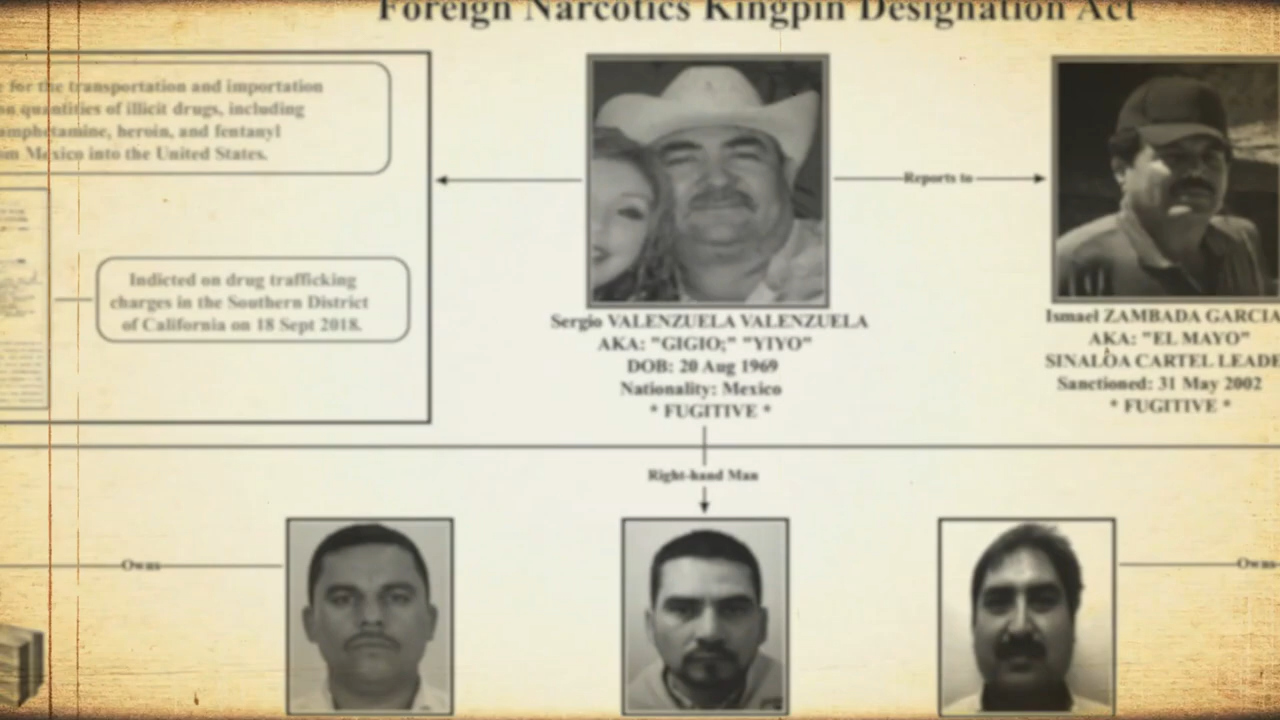 Foreign Narcotics Kingpin Designation Act
for the transportation and importation
quantities of illicit drugs, including
heroin, and fentanyl
Mexico into the United States.
Indicted on drug trafficking
charges in the Southern District
of California on 18 Sept 2018.
Sergio VALENZUELA VALENZUELA
AKA: "GIGIO;" "YIYO"
DOB: 20 Aug 1969
Nationality: Mexico
* FUGITIVE *
Reports to
Ismael ZAMBADA GARCIA
AKA: "EL MAYO"
SINALOA CARTEL LEADE
Sanctioned: 31 May 2002
* FUGITIVE *
Right-hand Man
Owns
Owns